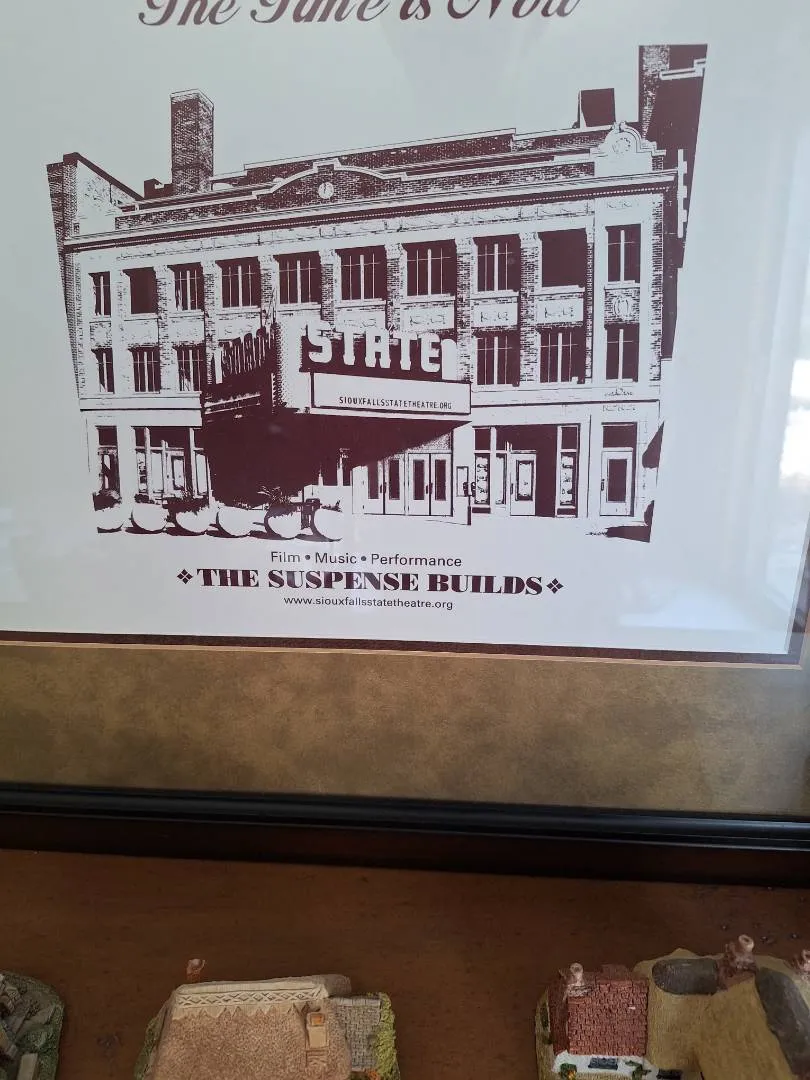 The Time is Now
STATE
SIOUXFALLSSTATETHEATRE.ORG
Film • Music • Performance
❖THE SUSPENSE BUILDS❖
www.siouxfallsstatetheatre.org